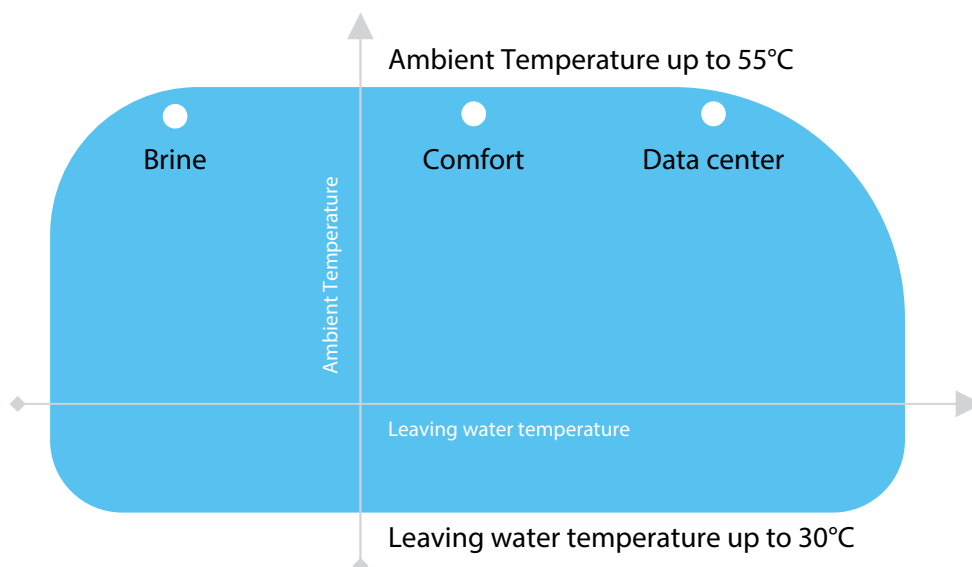 Ambient Temperature up to 55°C
Brine
Comfort
Data center
Ambient Temperature
Leaving water temperature
Leaving water temperature up to 30°C